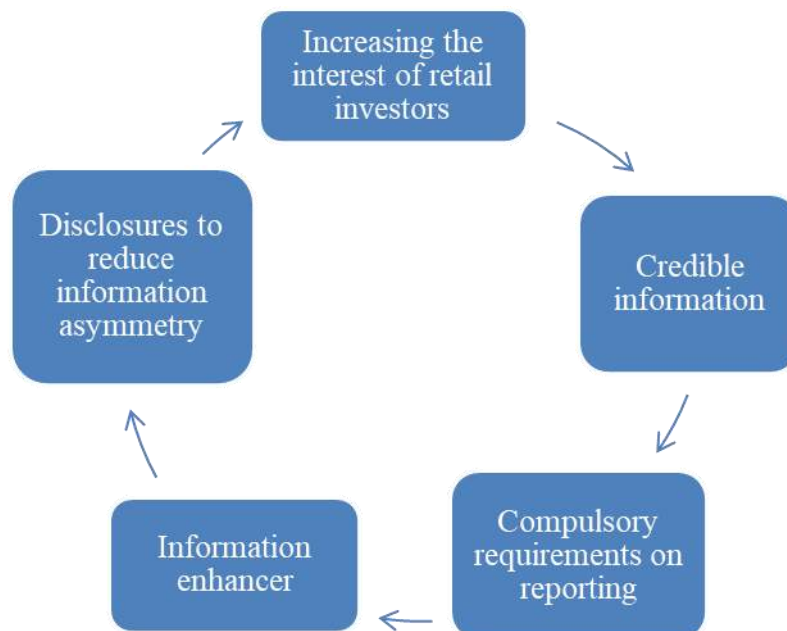 Increasing the
interest of retail
investors
Credible
information
Compulsory
requirements on
reporting
Information
enhancer
Disclosures to
reduce
information
asymmetry